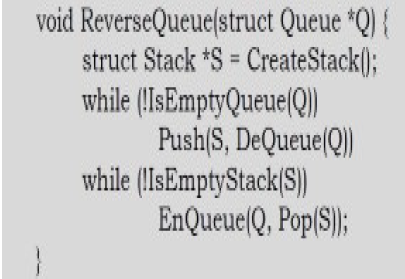 void ReverseQueue(struct Queue *Q) {
struct Stack *S = CreateStack();
while (!IsEmptyQueue(Q))
Push(S, DeQueue(Q))
while (!IsEmptyStack(S))
EnQueue(Q, Pop(S));
}